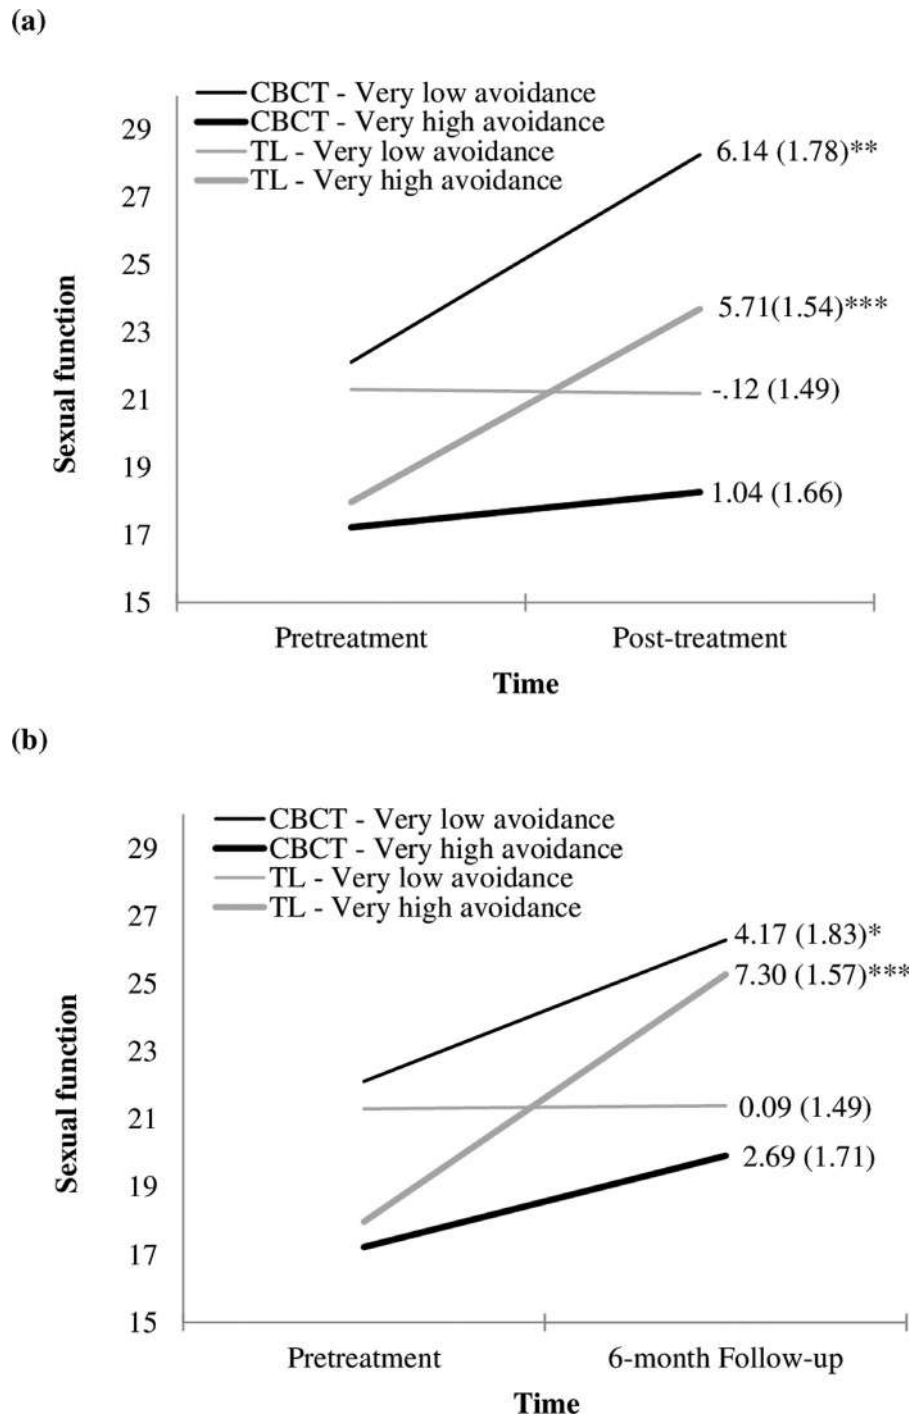 (a)
CBCT - Very low avoidance
CBCT - Very high avoidance
TL - Very low avoidance
TL - Very high avoidance
29
27
25
23
21
19
17
15
Sexual function
6.14 (1.78)**
5.71(1.54)***
-.12 (1.49)
1.04 (1.66)
Pretreatment
Post-treatment
Time
(b)
CBCT - Very low avoidance
CBCT - Very high avoidance
TL - Very low avoidance
TL - Very high avoidance
29
27
25
23
21
19
17
15
Sexual function
4.17 (1.83)*
7.30 (1.57)***
0.09 (1.49)
2.69 (1.71)
Pretreatment
6-month Follow-up
Time